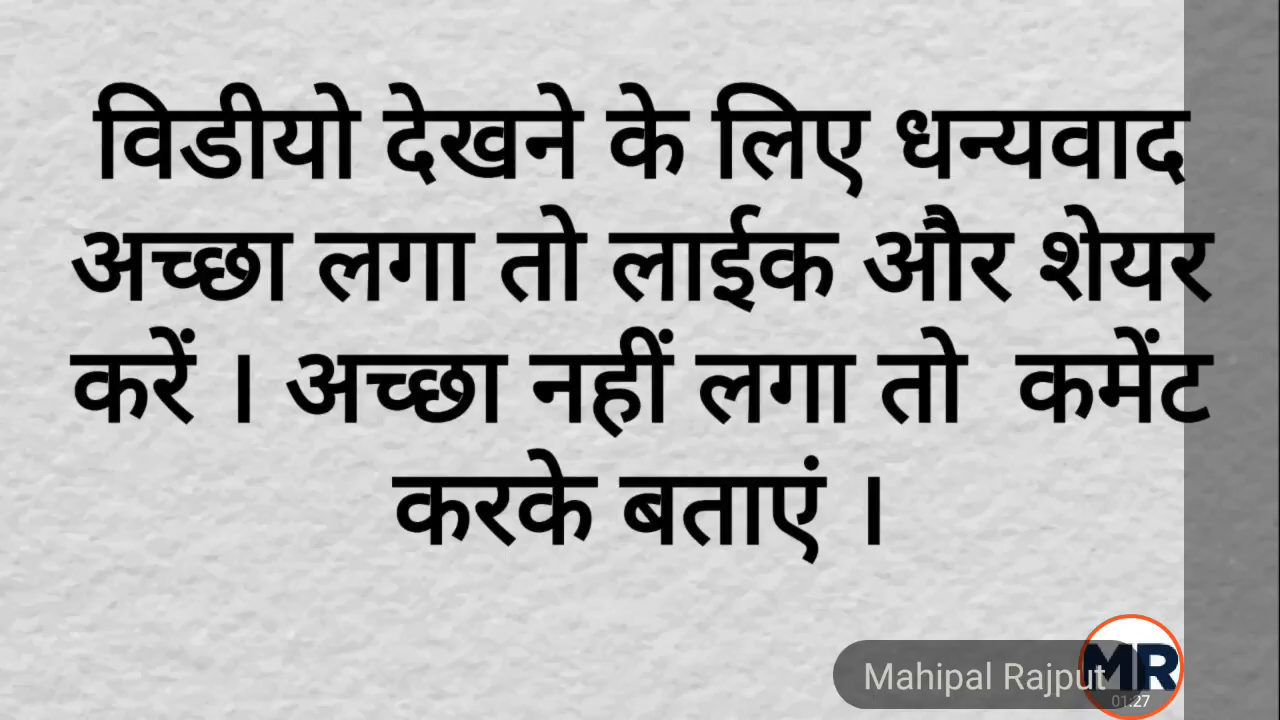 विडीयो देखने के लिए धन्यवाद
अच्छा लगा तो लाईक और शेयर
करें । अच्छा नहीं लगा तो कमेंट
करके बताएं ।
Mahipal Rajput
MR
01:27